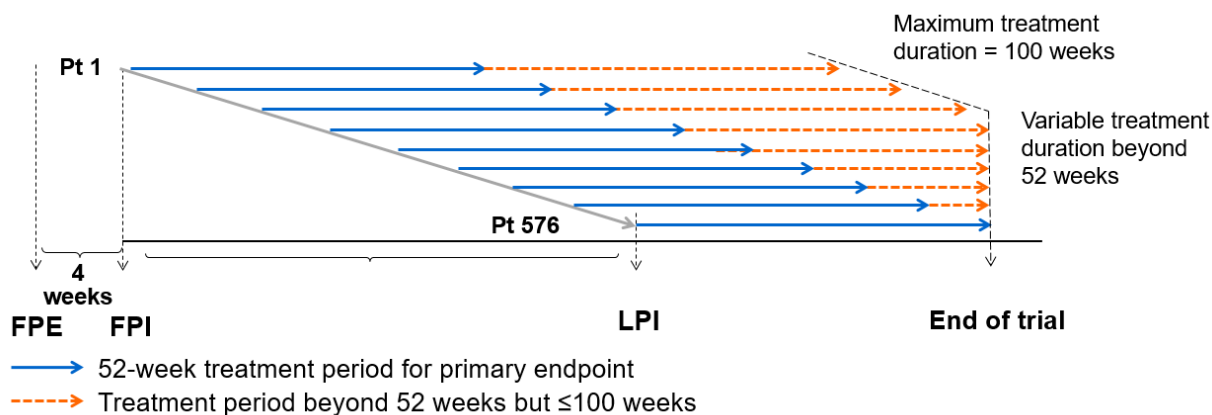 Maximum treatment
duration = 100 weeks
Pt 1
Variable treatment
duration beyond
52 weeks
Pt 576
4
weeks
FPE
FPI
LPI
End of trial
52-week treatment period for primary endpoint
Treatment period beyond 52 weeks but ≤100 weeks